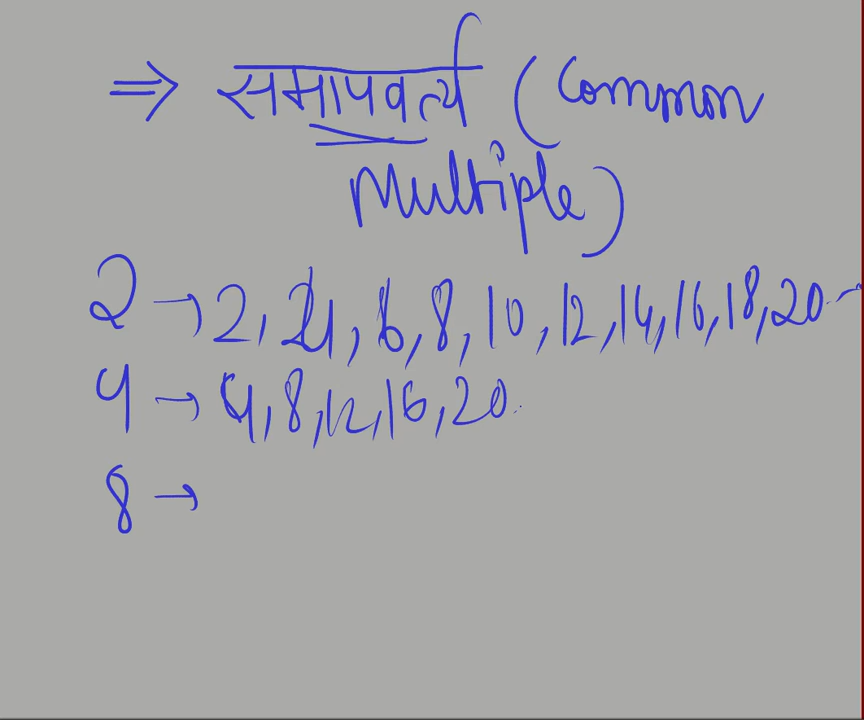 ⇒ समापवर्त्य (Common
Multiple)
2 → 2, 4, 6, 8, 10, 12, 14, 16, 18, 20--
4 → 4, 8, 12, 16, 20.
8 →